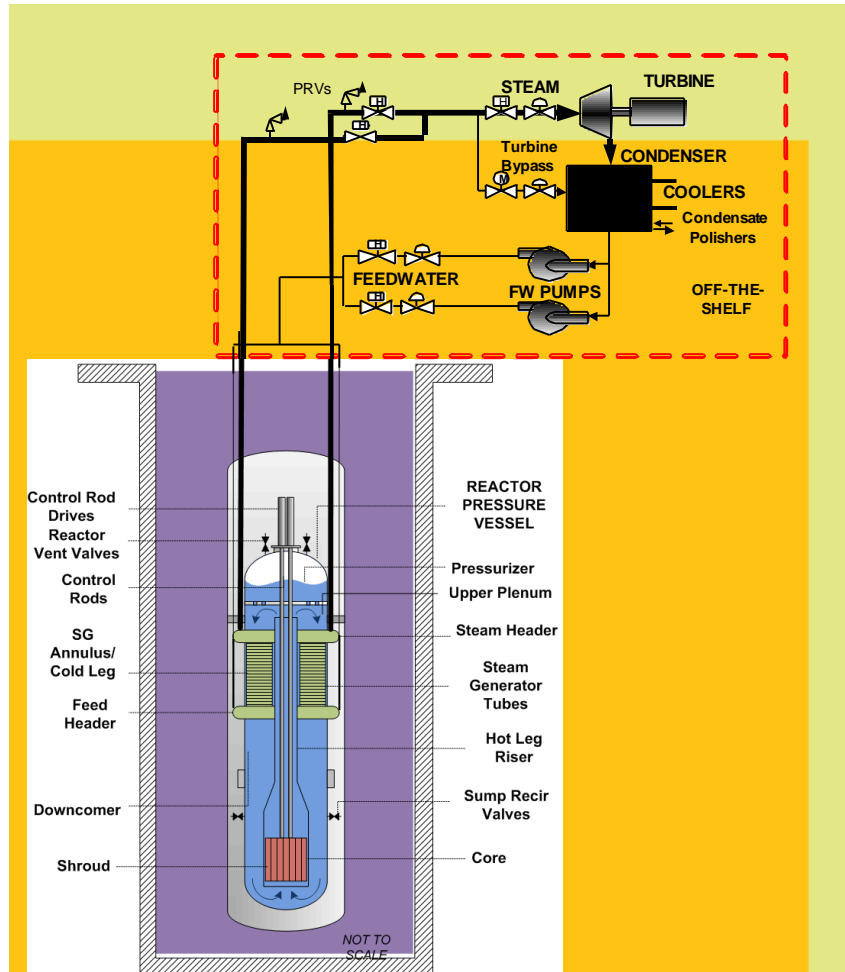 PRVs
H
H
H
STEAM
TURBINE
Turbine
Bypass
M
CONDENSER
COOLERS
Condensate
Polishers
H
FEEDWATER
H
FW PUMPS
OFF-THE-
SHELF
Control Rod
Drives
Reactor
Vent Valves
Control
Rods
SG
Annulus/
Cold Leg
Feed
Header
Downcomer
Shroud
REACTOR
PRESSURE
VESSEL
Pressurizer
Upper Plenum
Steam Header
Steam
Generator
Tubes
Hot Leg
Riser
Sump Recir
Valves
Core
NOT TO
SCALE